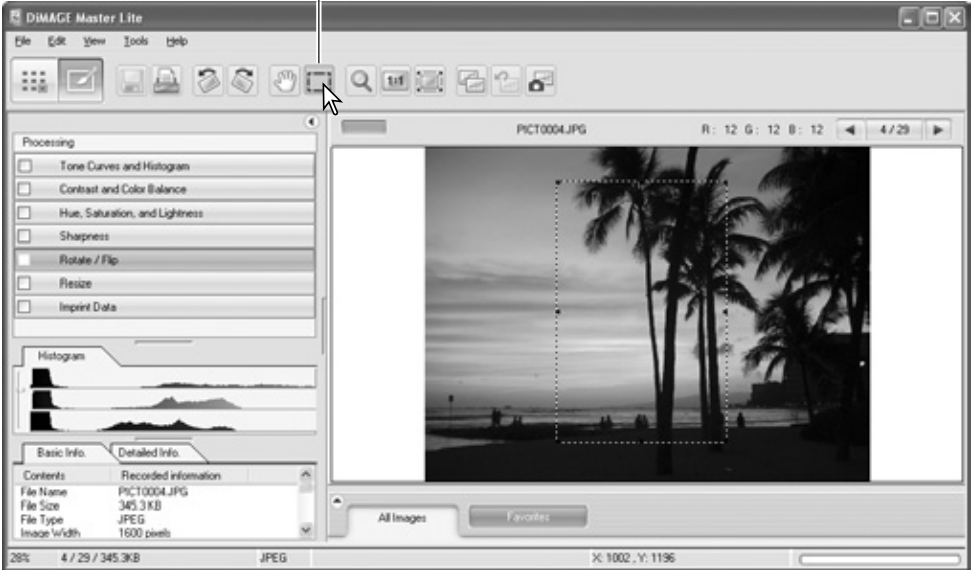 DiMAGE Master Lite
File Edit View Tools Help
1:1
PICT0004.JPG R: 12 G: 12 B: 12 4 / 29
Processing
Tone Curves and Histogram
Contrast and Color Balance
Hue, Saturation, and Lightness
Sharpness
Rotate / Flip
Resize
Imprint Data
Histogram
Basic Info. Detailed Info.
Contents Recorded information
File Name PICT0004.JPG
File Size 345.3 KB
File Type JPEG
Image Width 1600 pixels
All Images Favorites
28% 4 / 29 / 345.3KB JPEG X: 1002 , Y: 1196